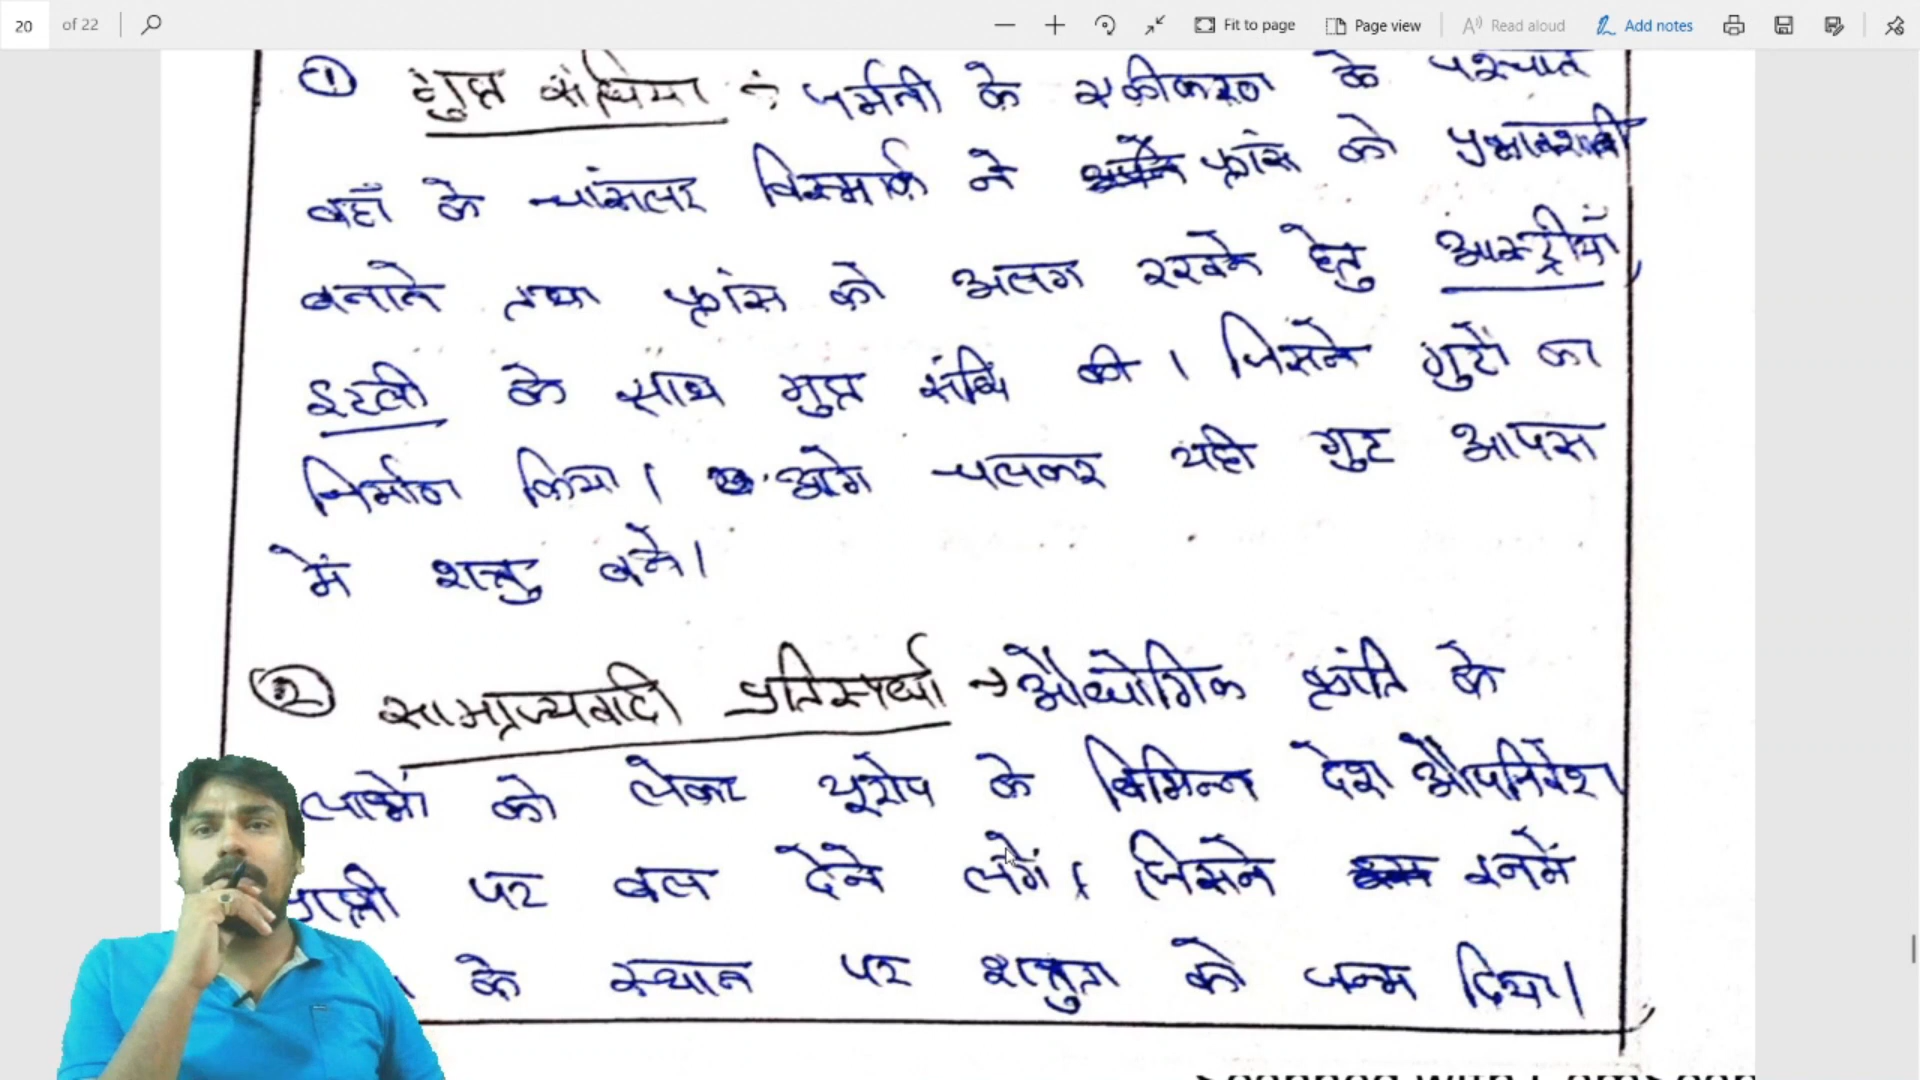 20 of 22 Fit to page Page view Read aloud Add notes
① गुप्त संधिया ÷ जर्मनी के एकीकरण के पश्चात
वहाँ के चांसलर बिस्मार्क ने फ्रांस को प्रभावशाली
बनाने तथा फ्रांस को अलग रखने हेतु आस्ट्रीयाँ,
इटली के साथ गुप्त संधि की। जिसने गुटों का
निर्माण किया। आगे चलकर यही गुट आपस
में शत्रु बने।
② साम्राज्यवादी प्रतिस्पर्धा → औद्योगिक क्रांति के
लाभों को लेकर यूरोप के विभिन्न देश औपनिवेश
पर बल देने लगे। जिसने इनमें
के स्थान पर शत्रुता को जन्म दिया।